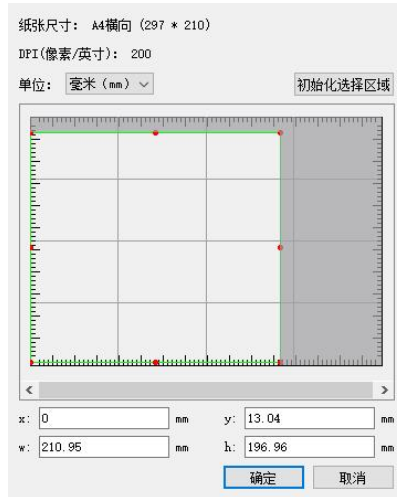 纸张尺寸： A4横向 (297 * 210)
DPI(像素/英寸)： 200
单位： 毫米 (mm) 初始化选择区域
x: 0 mm y: 13.04 mm
w: 210.95 mm h: 196.96 mm
确定 取消